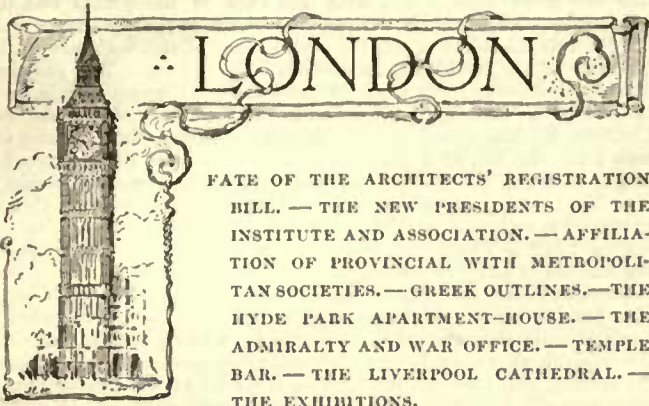 LONDON
FATE OF THE ARCHITECTS' REGISTRATION
BILL. — THE NEW PRESIDENTS OF THE
INSTITUTE AND ASSOCIATION. — AFFILIA-
TION OF PROVINCIAL WITH METROPOLI-
TAN SOCIETIES. — GREEK OUTLINES. — THE
HYDE PARK APARTMENT-HOUSE. — THE
ADMIRALTY AND WAR OFFICE. — TEMPLE
BAR. — THE LIVERPOOL CATHEDRAL. —
THE EXHIBITIONS.